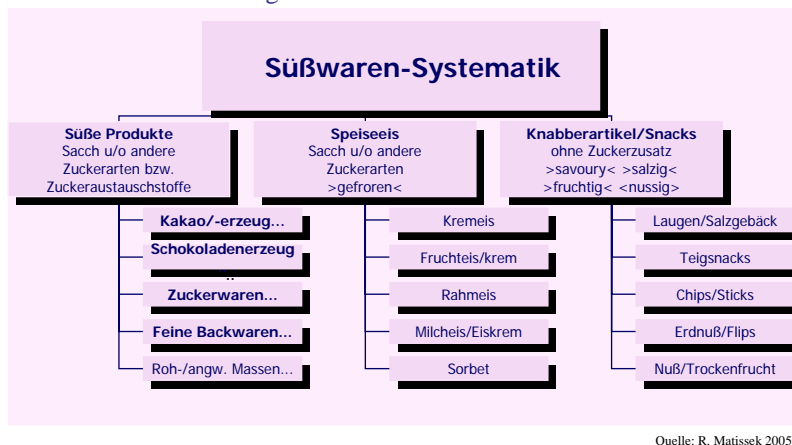 Süßwaren-Systematik
Süße Produkte
Sacch u/o andere
Zuckerarten bzw.
Zuckeraustauschstoffe
Kakao/-erzeug...
Schokoladenerzeug
..
Zuckerwaren...
Feine Backwaren...
Roh-/angw. Massen...
Speiseeis
Sacch u/o andere
Zuckerarten
>gefroren<
Kremeis
Fruchteis/krem
Rahmeis
Milcheis/Eiskrem
Sorbet
Knabberartikel/Snacks
ohne Zuckerzusatz
>savoury< >salzig<
>fruchtig< <nussig>
Laugen/Salzgebäck
Teigsnacks
Chips/Sticks
Erdnuß/Flips
Nuß/Trockenfrucht
Quelle: R. Matissek 2005